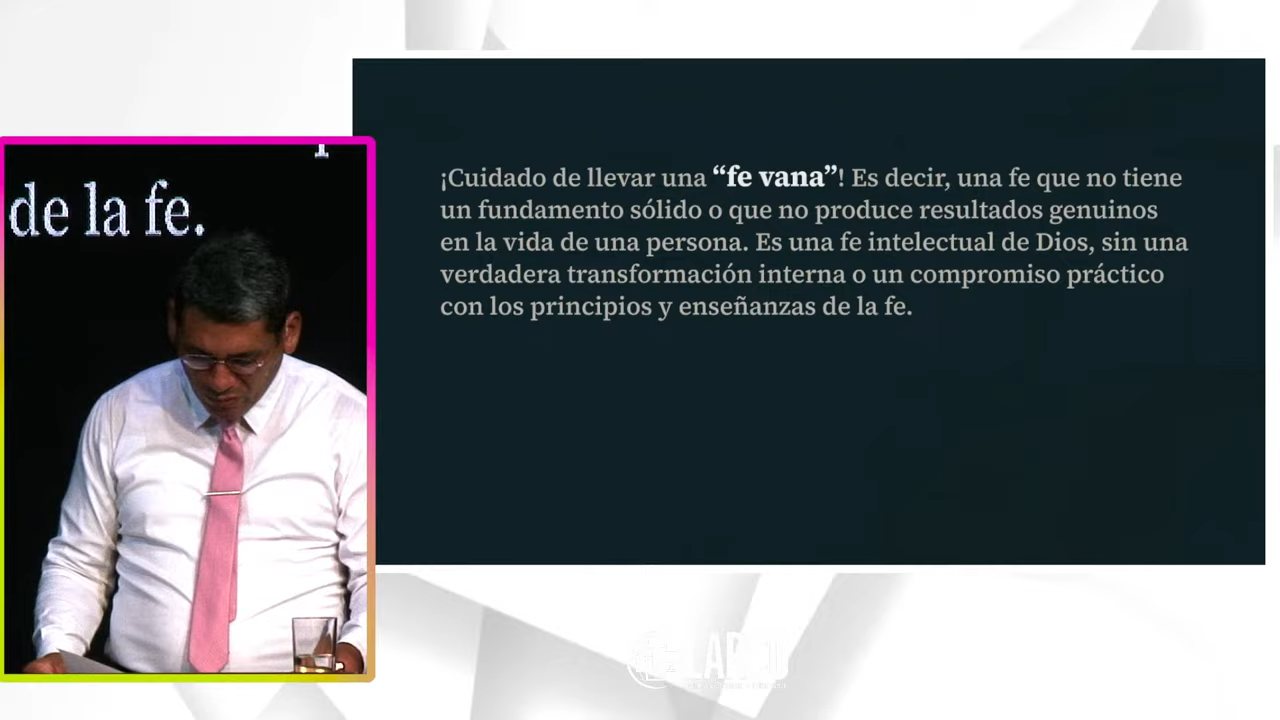 de la fe.
¡Cuidado de llevar una “fe vana”! Es decir, una fe que no tiene
un fundamento sólido o que no produce resultados genuinos
en la vida de una persona. Es una fe intelectual de Dios, sin una
verdadera transformación interna o un compromiso práctico
con los principios y enseñanzas de la fe.